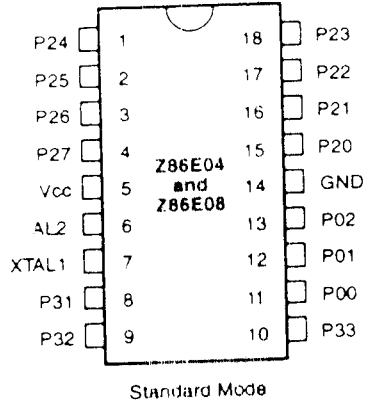 P24 1 18 P23
P25 2 17 P22
P26 3 16 P21
P27 4 15 P20
Z86E04
and
Z86E08
Vcc 5 14 GND
AL2 6 13 P02
XTAL1 7 12 P01
P31 8 11 P00
P32 9 10 P33
Standard Mode